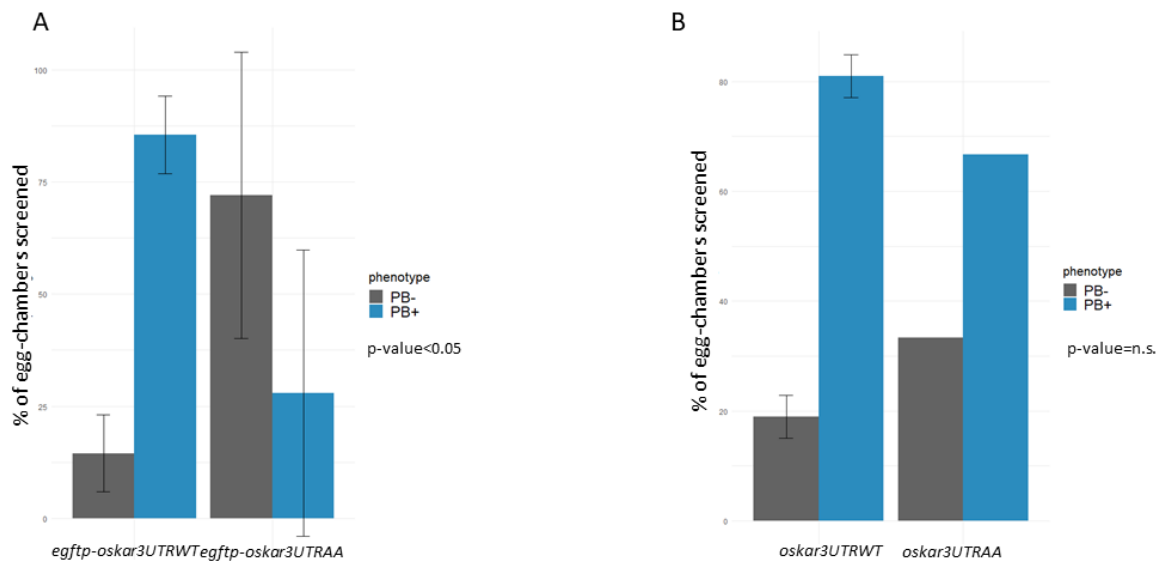 A
% of egg-chambers screened
100
75
50
25
0
egftp-oskar3UTRWT egftp-oskar3UTRAA
phenotype
PB-
PB+
p-value<0.05
B
% of egg-chambers screened
80
60
40
20
0
oskar3UTRWT oskar3UTRAA
phenotype
PB-
PB+
p-value=n.s.